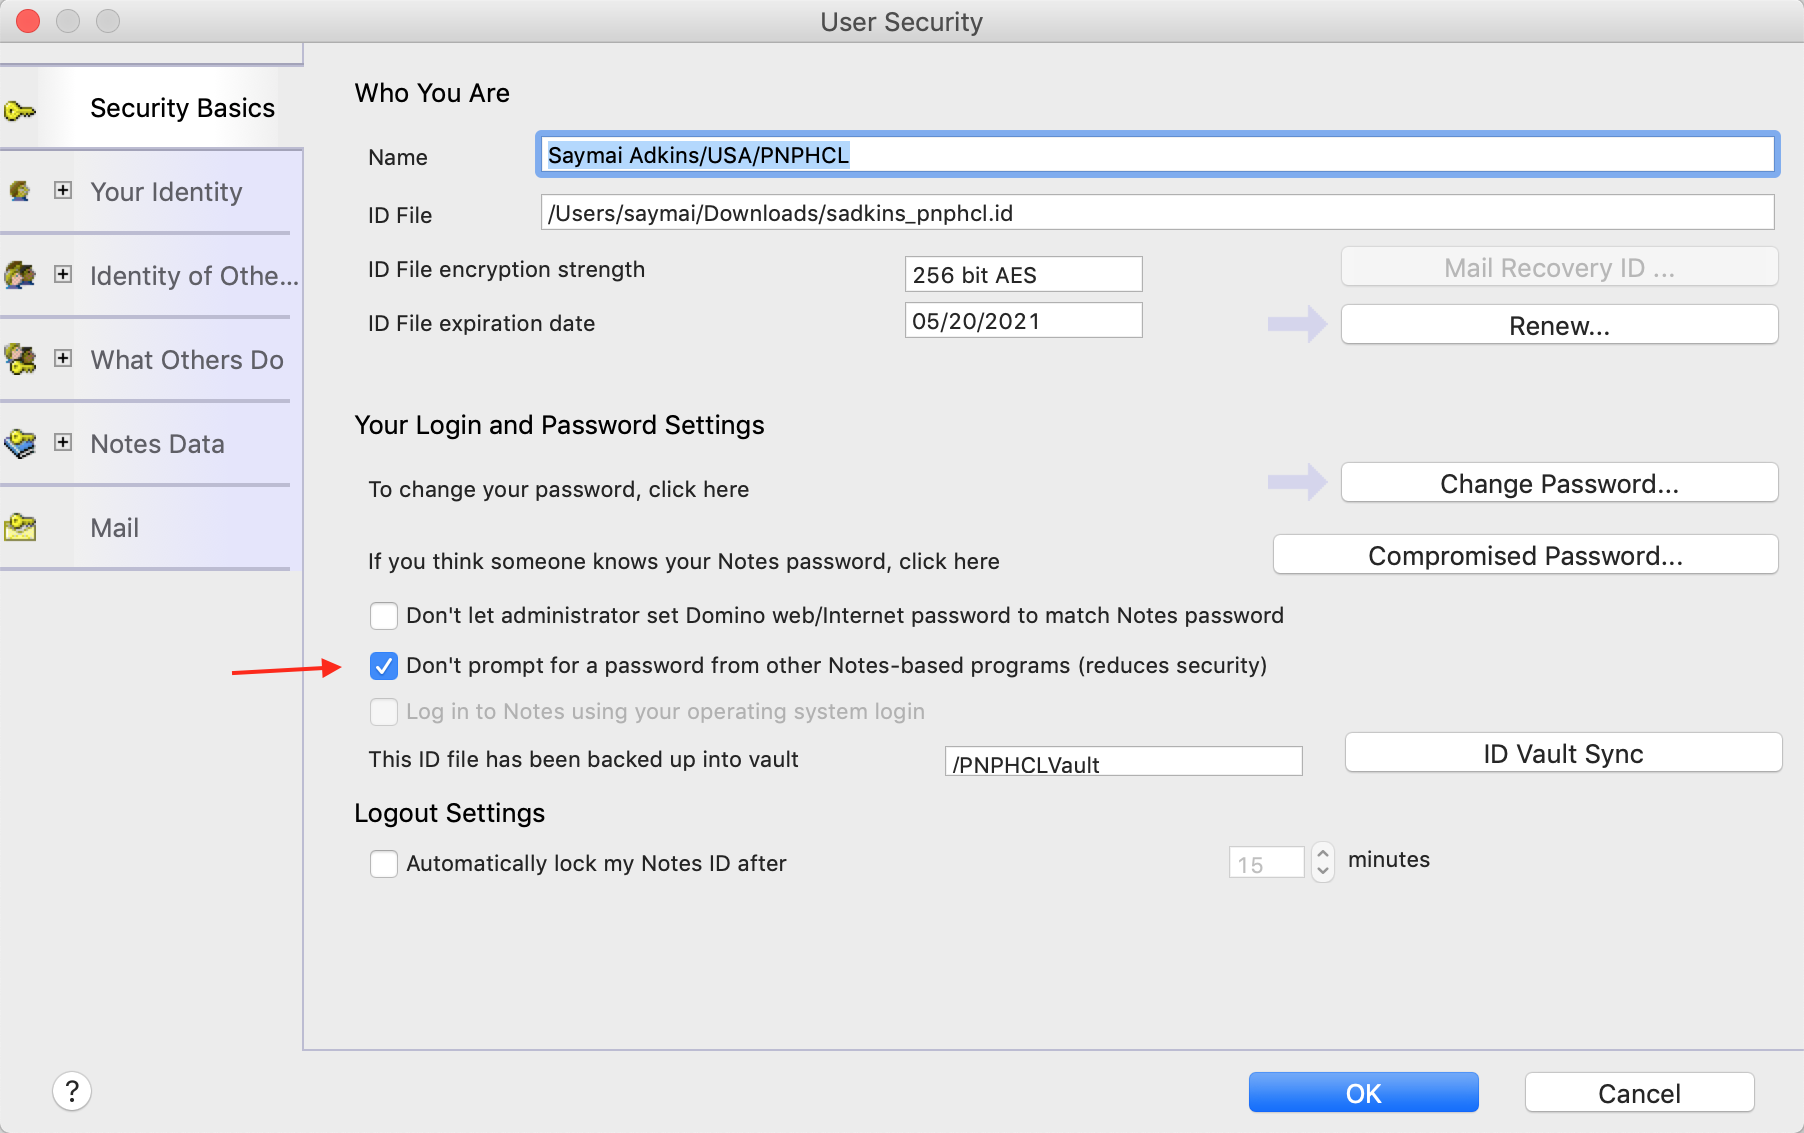 User Security
Security Basics
Your Identity
Identity of Othe...
What Others Do
Notes Data
Mail
Who You Are
Name
Saymai Adkins/USA/PNPHCL
ID File
/Users/saymai/Downloads/sadkins_pnphcl.id
ID File encryption strength
256 bit AES
Mail Recovery ID ...
ID File expiration date
05/20/2021
Renew...
Your Login and Password Settings
To change your password, click here
Change Password...
If you think someone knows your Notes password, click here
Compromised Password...
Don't let administrator set Domino web/Internet password to match Notes password
Don't prompt for a password from other Notes-based programs (reduces security)
Log in to Notes using your operating system login
This ID file has been backed up into vault
/PNPHCLVault
ID Vault Sync
Logout Settings
Automatically lock my Notes ID after
15
minutes
?
OK
Cancel